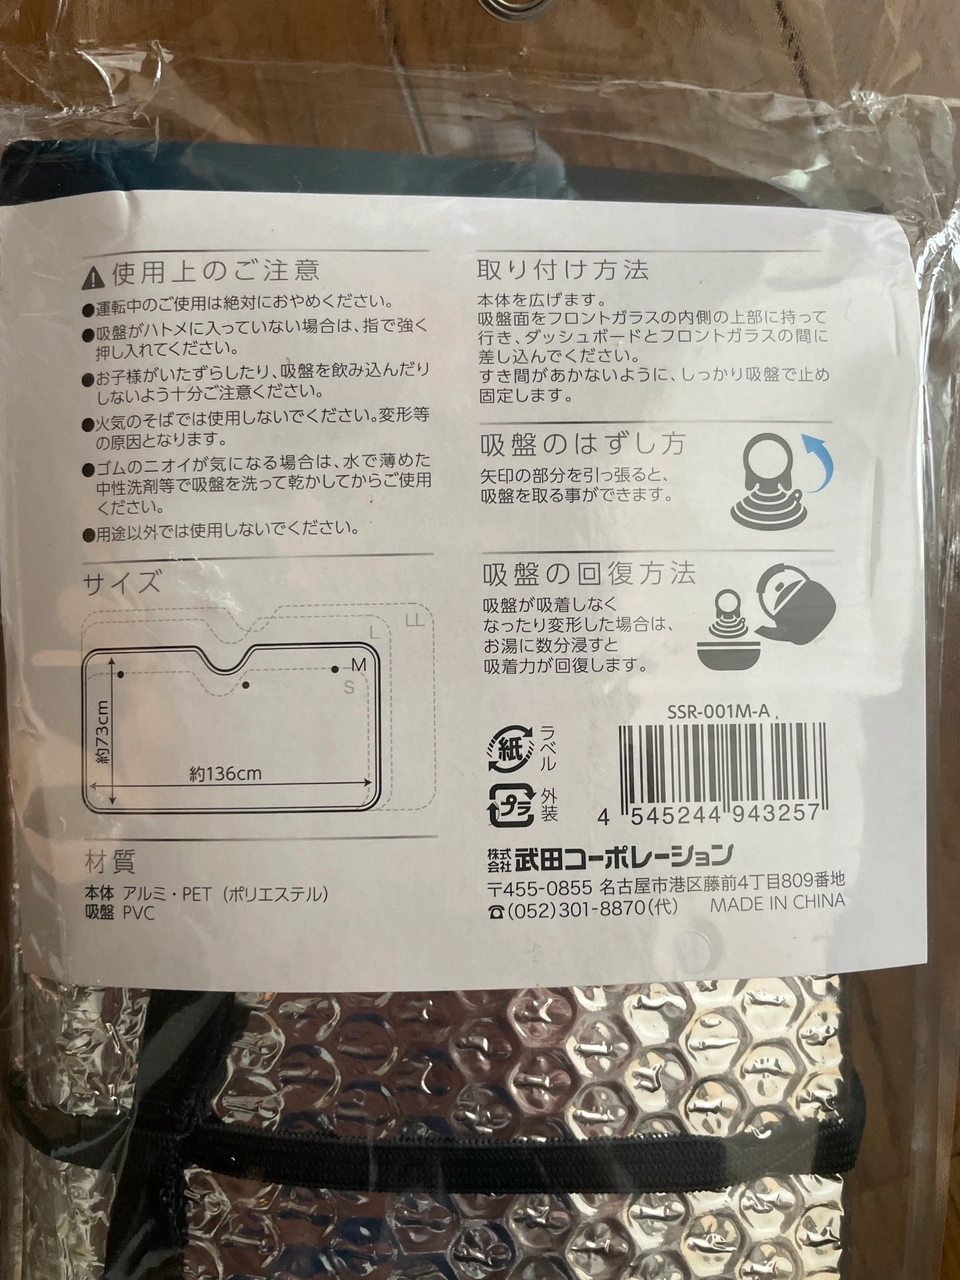 使用上のご注意
●運転中のご使用は絶対におやめください。
●吸盤がハトメに入っていない場合は、指で強く
押し入れてください。
●お子様がいたずらしたり、吸盤を飲み込んだり
しないよう十分ご注意ください。
●火気のそばでは使用しないでください。変形等
の原因となります。
●ゴムのニオイが気になる場合は、水で薄めた
中性洗剤等で吸盤を洗って乾かしてからご使用
ください。
●用途以外では使用しないでください。
サイズ
LL
L
M
S
約73cm
約136cm
材質
本体 アルミ・PET（ポリエステル）
吸盤 PVC
取り付け方法
本体を広げます。
吸盤面をフロントガラスの内側の上部に持って
行き、ダッシュボードとフロントガラスの間に
差し込んでください。
すき間があかないように、しっかり吸盤で止め
固定します。
吸盤のはずし方
矢印の部分を引っ張ると、
吸盤を取る事ができます。
吸盤の回復方法
吸盤が吸着しなく
なったり変形した場合は、
お湯に数分浸すと
吸着力が回復します。
紙 ラベル
プラ 外装
SSR-001M-A
4 545244 943257
株式会社 武田コーポレーション
〒455-0855 名古屋市港区藤前4丁目809番地
☎(052)301-8870(代) MADE IN CHINA